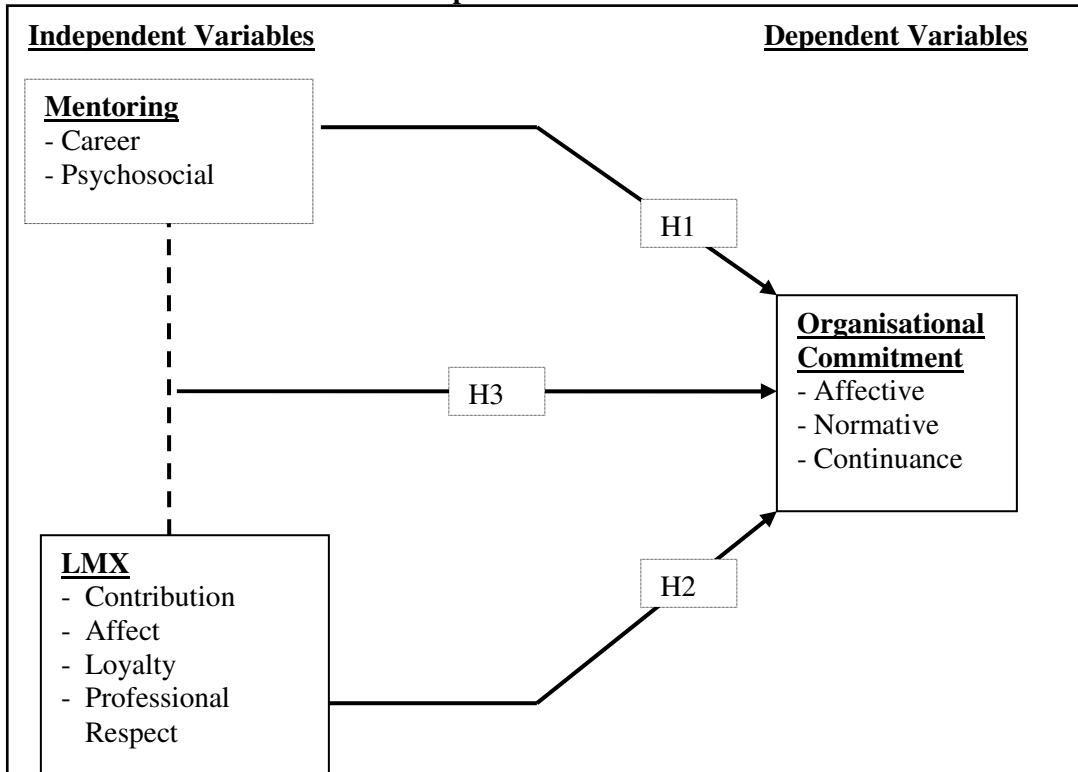 Independent Variables
Dependent Variables
Mentoring
- Career
- Psychosocial
H1
Organisational
Commitment
- Affective
- Normative
- Continuance
H3
LMX
- Contribution
- Affect
- Loyalty
- Professional
Respect
H2